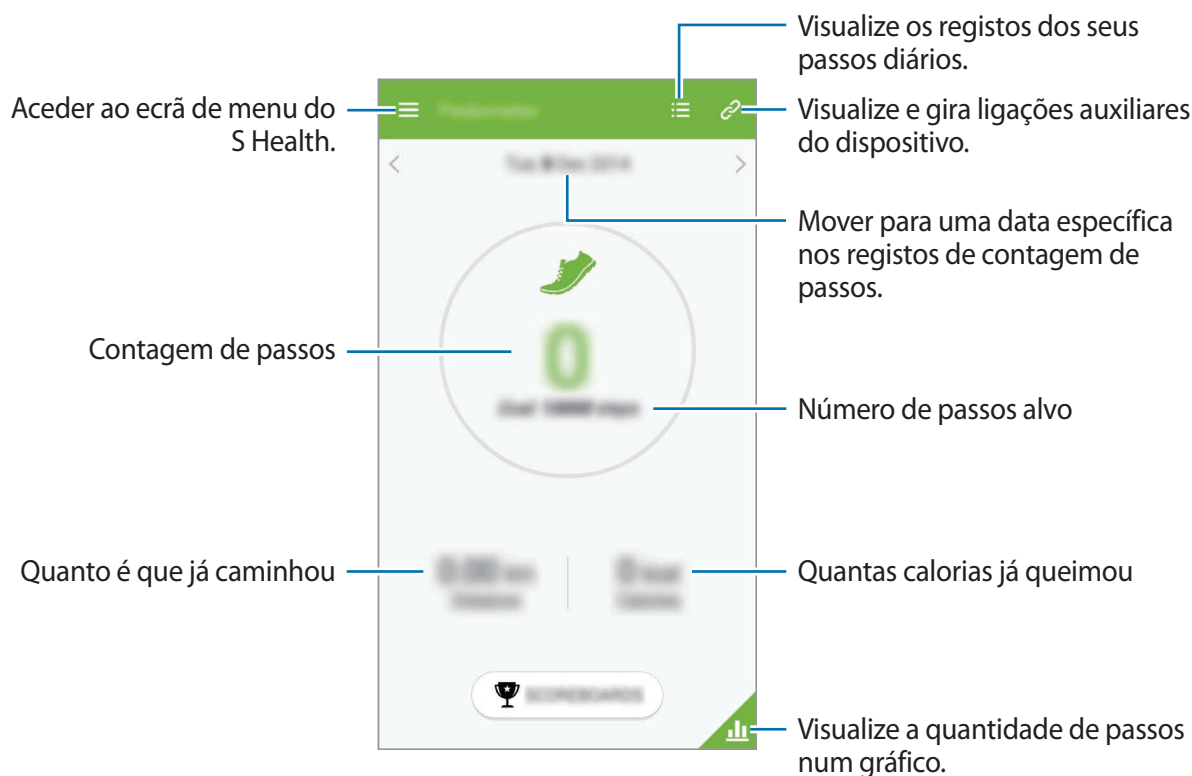 Visualize os registos dos seus
passos diários.
Aceder ao ecrã de menu do
S Health.
Visualize e gira ligações auxiliares
do dispositivo.
Mover para uma data específica
nos registos de contagem de
passos.
Contagem de passos
0
Número de passos alvo
Quanto é que já caminhou
Quantas calorias já queimou
SCOREBOARDS
Visualize a quantidade de passos
num gráfico.